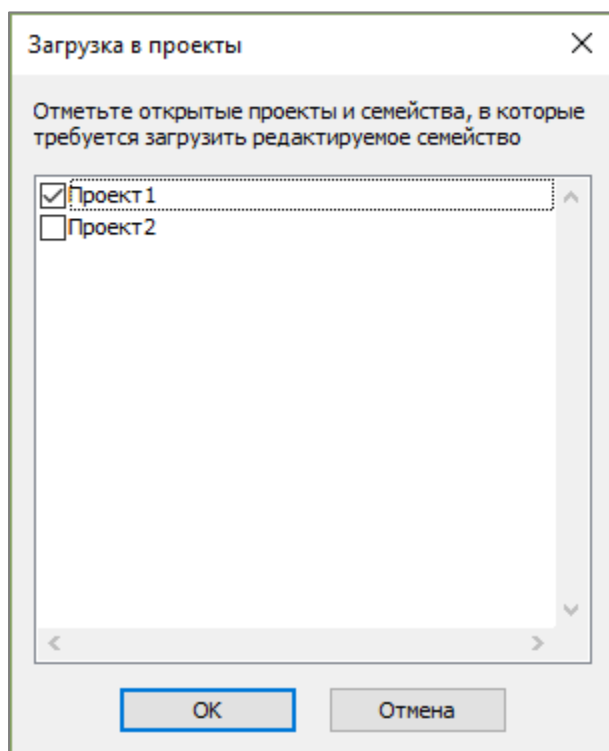 Загрузка в проекты
Отметьте открытые проекты и семейства, в которые
требуется загрузить редактируемое семейство
Проект1
Проект2
OK
Отмена